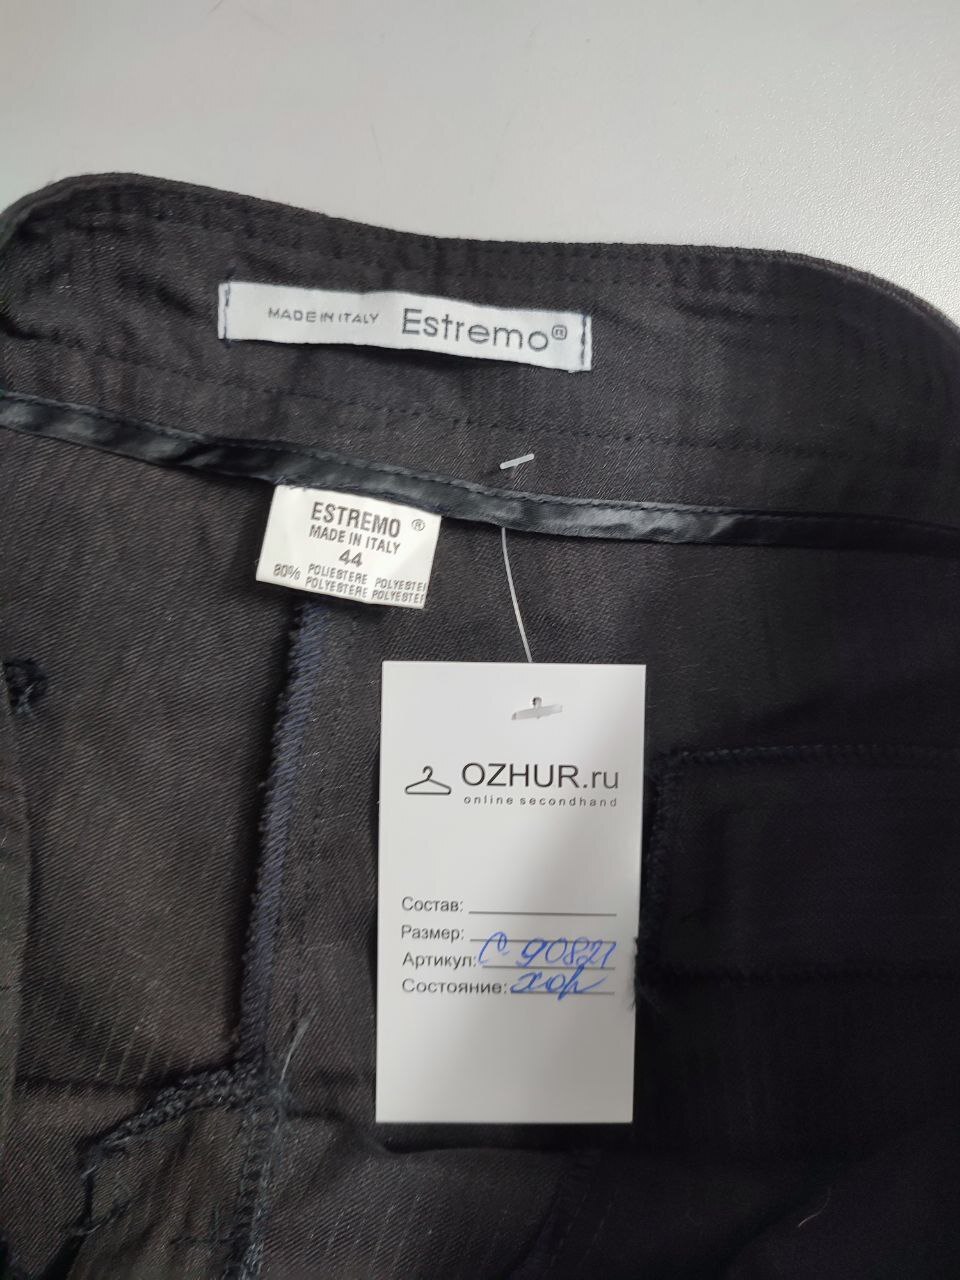 MADE IN ITALY Estremo®
ESTREMO ®
MADE IN ITALY
44
80% POLIESTERE POLYESTER
POLYESTERE POLYESTER
OZHUR.ru
online secondhand
Состав:
Размер:
Артикул: С 90821
Состояние: хор